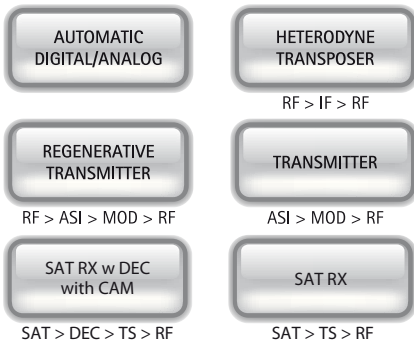 AUTOMATIC
DIGITAL/ANALOG
HETERODYNE
TRANSPOSER
RF > IF > RF
REGENERATIVE
TRANSMITTER
RF > ASI > MOD > RF
TRANSMITTER
ASI > MOD > RF
SAT RX w DEC
with CAM
SAT > DEC > TS > RF
SAT RX
SAT > TS > RF